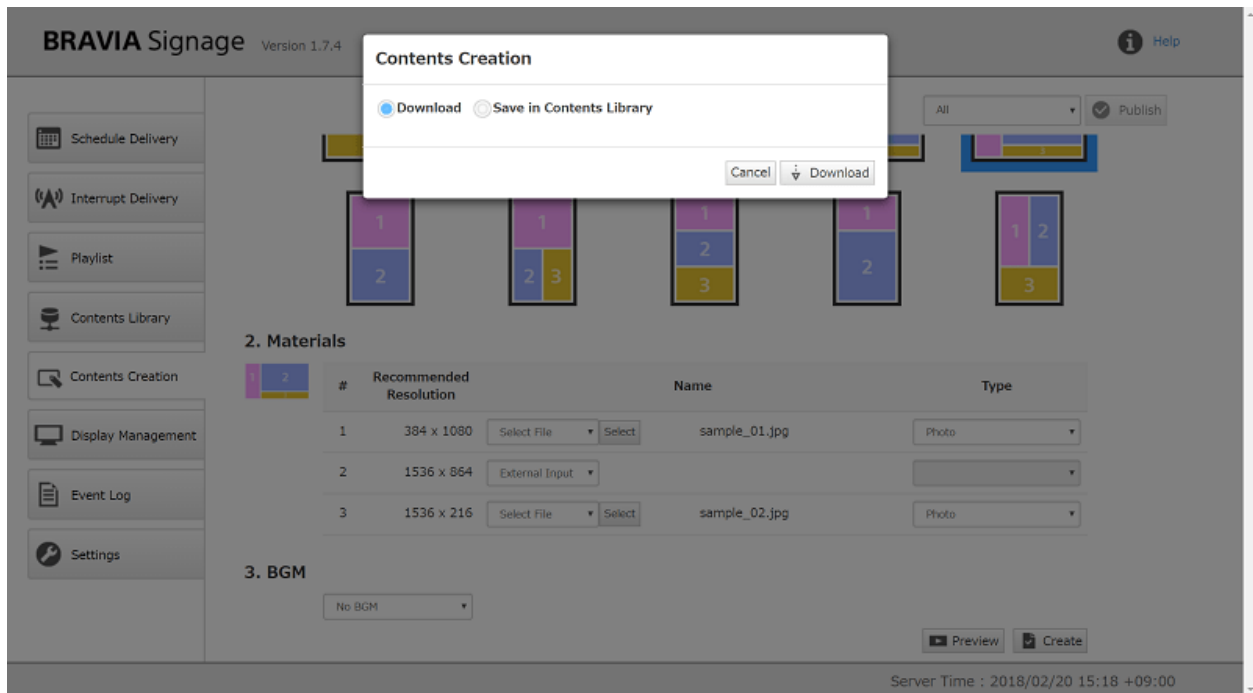 BRAVIA Signage Version 1.7.4
Help
Contents Creation
Download Save in Contents Library
Cancel Download
All Publish
Schedule Delivery
Interrupt Delivery
Playlist
Contents Library
Contents Creation
Display Management
Event Log
Settings
3
1
2
1
2 3
1
2
3
1
2
1 2
3
2. Materials
1 2
# Recommended Resolution Name Type
1 384 x 1080 Select File Select sample_01.jpg Photo
2 1536 x 864 External Input
3 1536 x 216 Select File Select sample_02.jpg Photo
3. BGM
No BGM
Preview Create
Server Time : 2018/02/20 15:18 +09:00